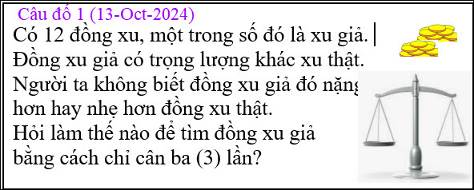 Câu đố 1 (13-Oct-2024)
Có 12 đồng xu, một trong số đó là xu giả.
Đồng xu giả có trọng lượng khác xu thật.
Người ta không biết đồng xu giả đó nặng
hơn hay nhẹ hơn đồng xu thật.
Hỏi làm thế nào để tìm đồng xu giả
bằng cách chỉ cân ba (3) lần?